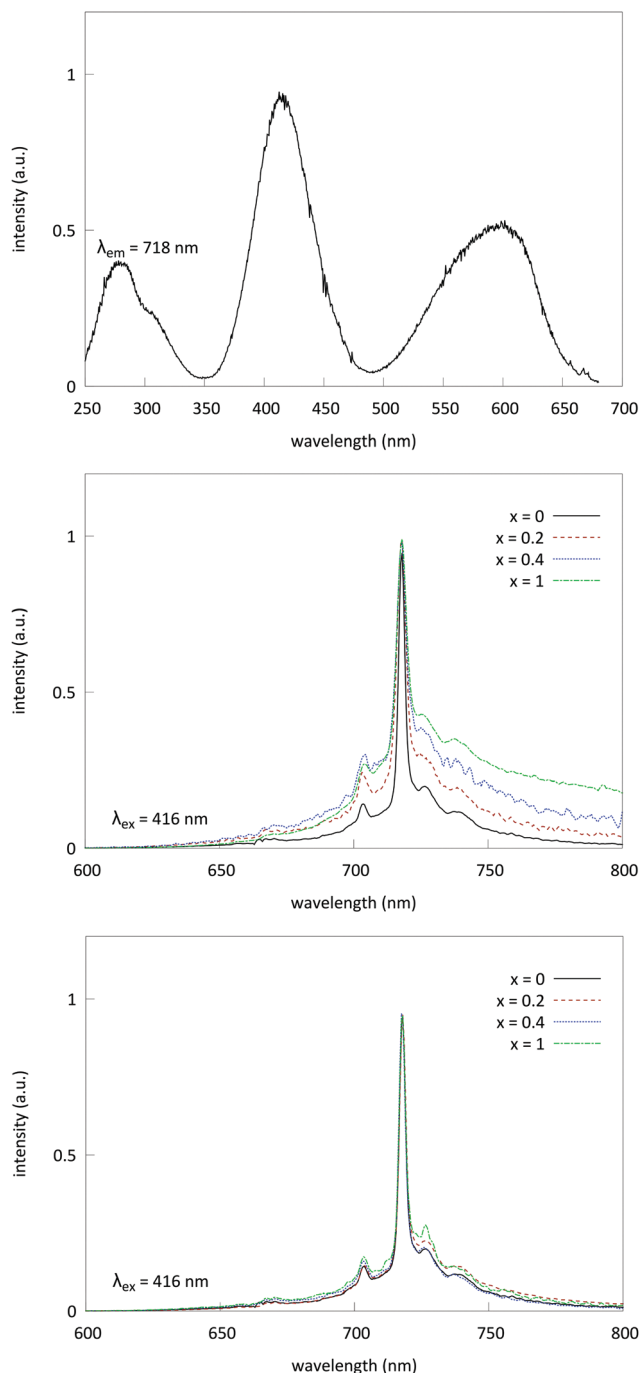 1
intensity (a.u.)
0.5
λem = 718 nm
0
250 300 350 400 450 500 550 600 650 700
wavelength (nm)
x = 0
x = 0.2
x = 0.4
x = 1
1
intensity (a.u.)
0.5
λex = 416 nm
0
600 650 700 750 800
wavelength (nm)
x = 0
x = 0.2
x = 0.4
x = 1
1
intensity (a.u.)
0.5
λex = 416 nm
0
600 650 700 750 800
wavelength (nm)